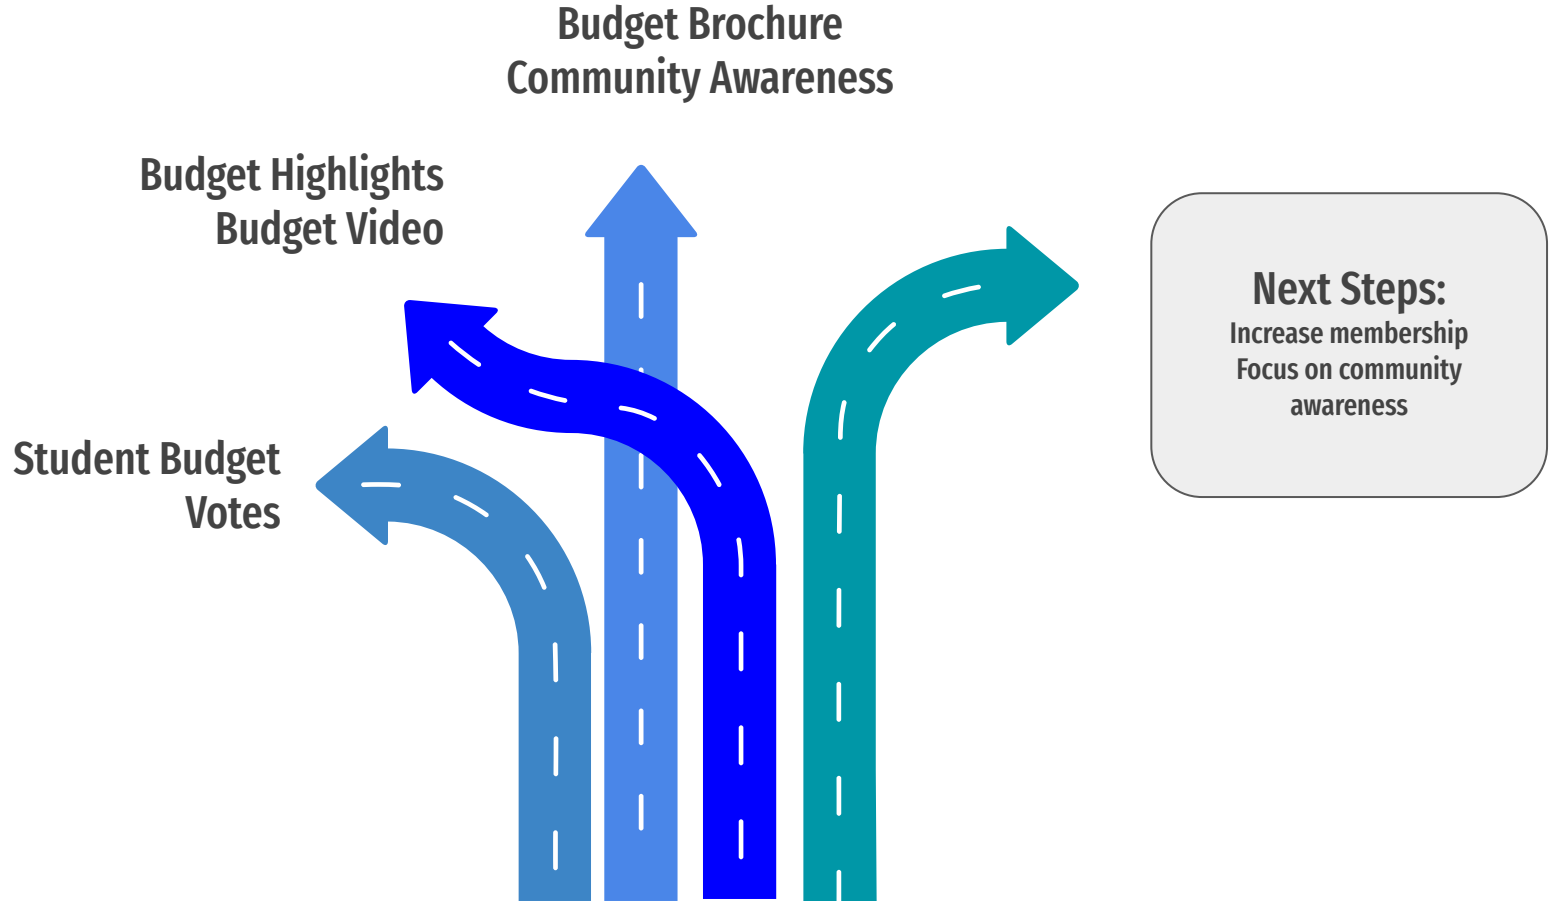 Budget Brochure
Community Awareness
Budget Highlights
Budget Video
Student Budget
Votes
Next Steps:
Increase membership
Focus on community
awareness